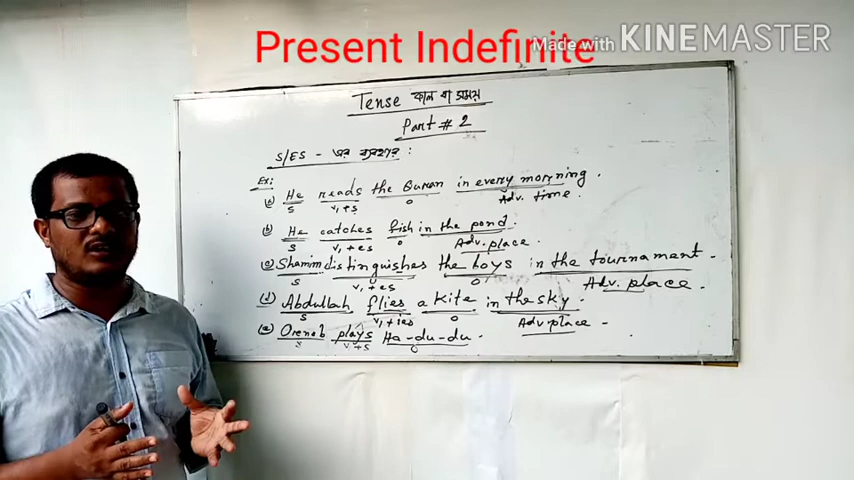 Present Indefinite
Made with KINEMASTER
Tense কাল বা সময়
Part # 2
S/ES - এর ব্যবহার :
Ex:
(a) He reads the Quran in every morning.
S V1+S O Adv. time.
(b) He catches fish in the pond.
S V1+es O Adv. place.
(c) Shamim distinguishes the boys in the tournament.
S V1+es O Adv. place.
(d) Abdullah flies a kite in the sky.
S V1+ies O Adv place.
(e) Orenab plays Ha-du-du.
S V+S O